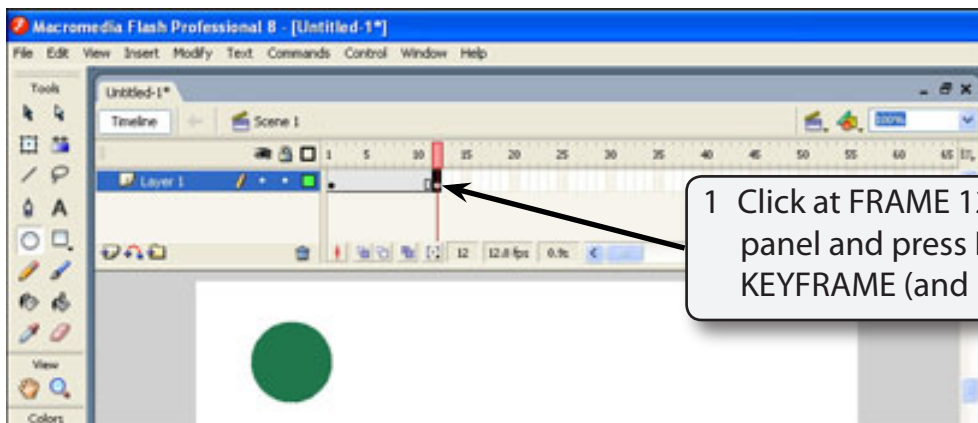 Macromedia Flash Professional 8 - [Untitled-1*]
File Edit View Insert Modify Text Commands Control Window Help
Tools
Untitled-1*
Timeline Scene 1 100%
1 5 10 15 20 25 30 35 40 45 50 55 60 65
Layer 1
12 12.0 fps 0.9s
1 Click at FRAME 12
panel and press
KEYFRAME (and
View
Colors